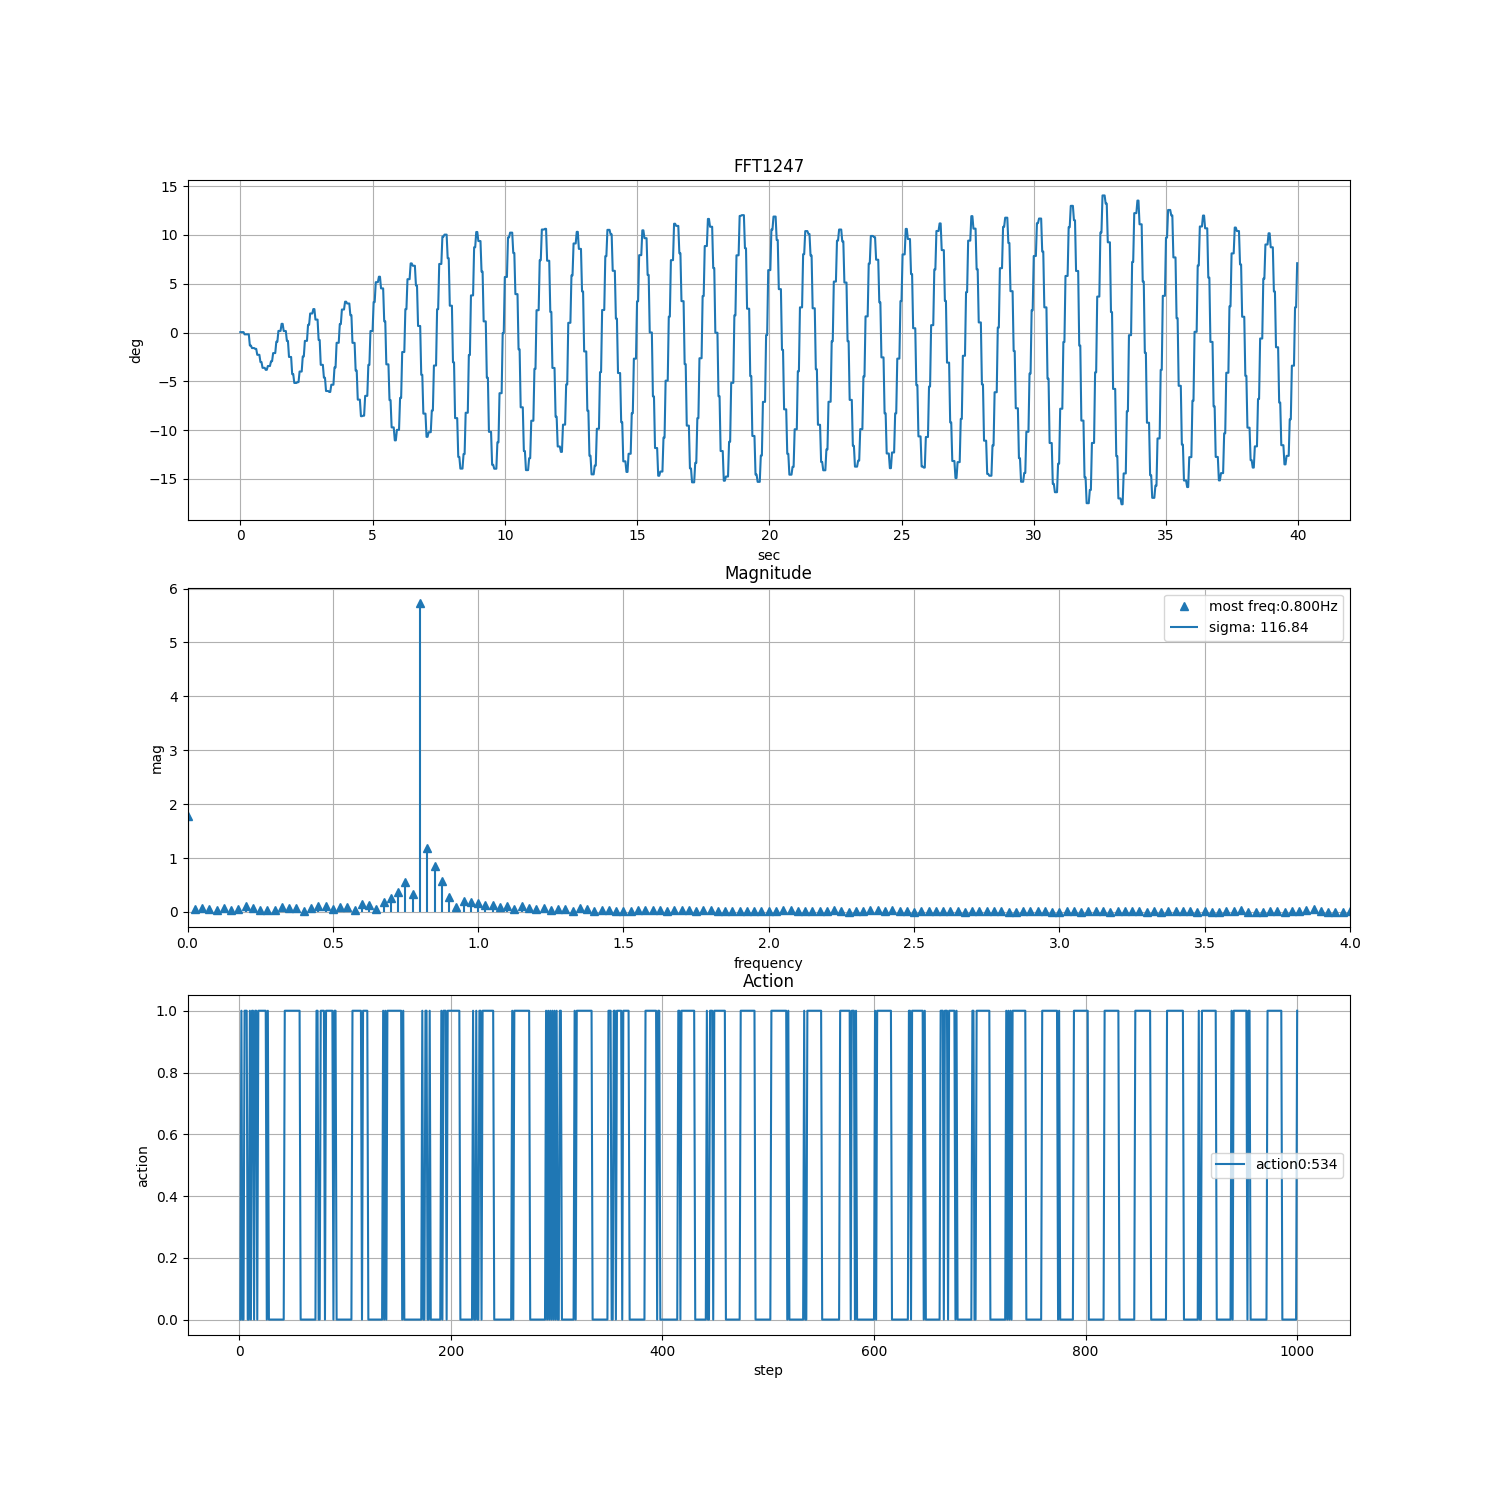 FFT1247
15
10
5
0
−5
−10
−15
deg
0 5 10 15 20 25 30 35 40
sec
Magnitude
6
5
4
3
2
1
0
mag
most freq:0.800Hz
sigma: 116.84
0.0 0.5 1.0 1.5 2.0 2.5 3.0 3.5 4.0
frequency
Action
1.0
0.8
0.6
0.4
0.2
0.0
action
action0:534
0 200 400 600 800 1000
step